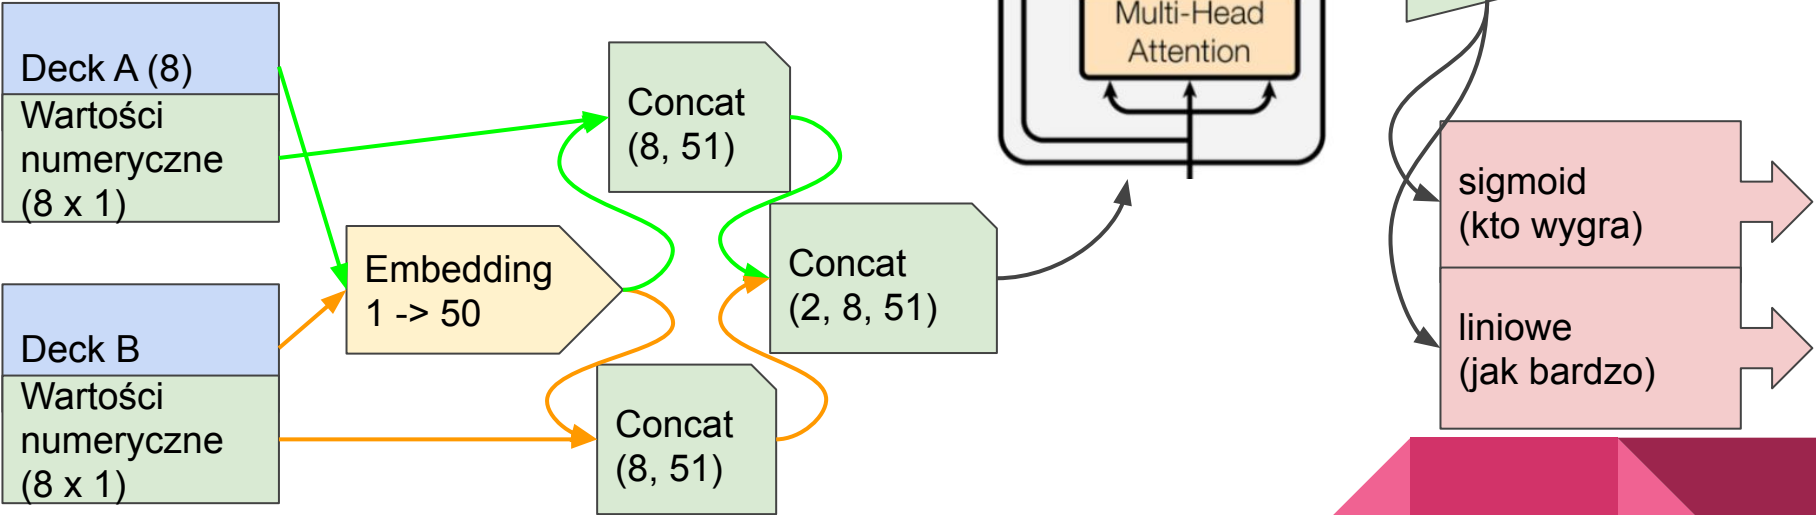 Deck A (8)
Wartości
numeryczne
(8 x 1)
Deck B
Wartości
numeryczne
(8 x 1)
Embedding
1 -> 50
Concat
(8, 51)
Concat
(8, 51)
Concat
(2, 8, 51)
Multi-Head
Attention
sigmoid
(kto wygra)
liniowe
(jak bardzo)